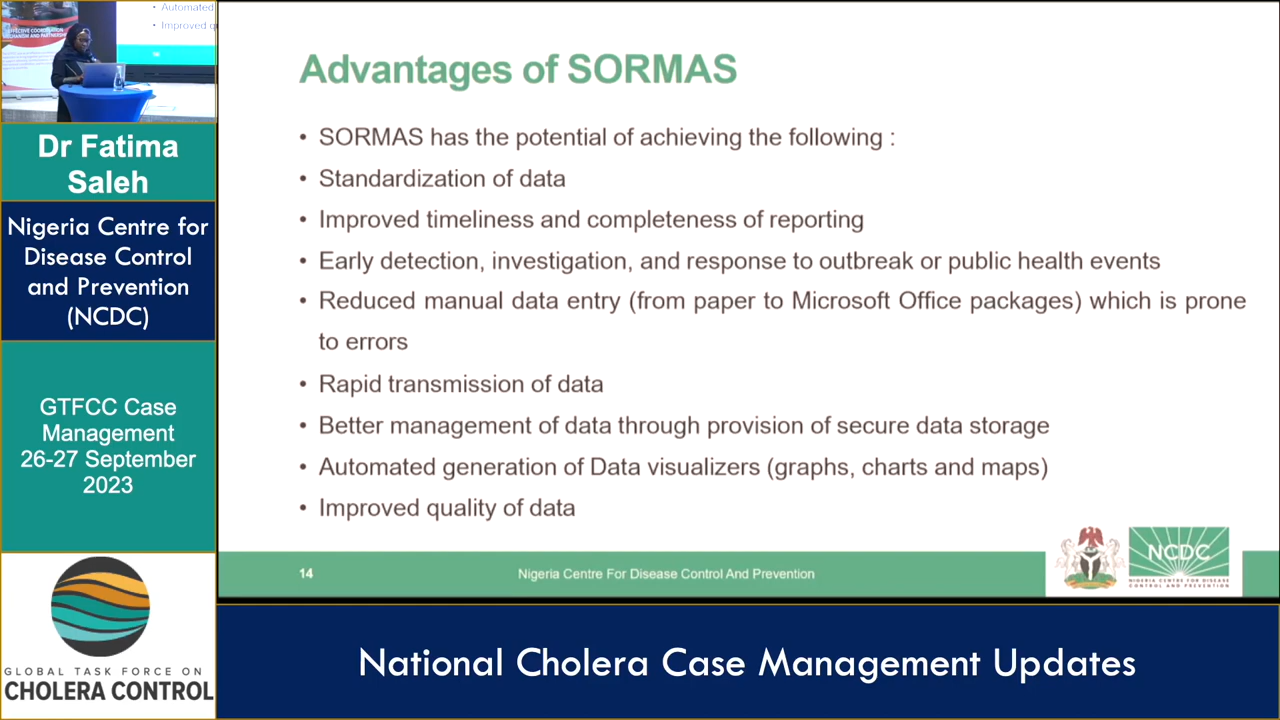 Automated
• Improved q
EFFECTIVE COORDINATION
MECHANISM AND PARTNERSHIP
Dr Fatima
Saleh
Nigeria Centre for
Disease Control
and Prevention
(NCDC)
GTFCC Case
Management
26-27 September
2023
GLOBAL TASK FORCE ON
CHOLERA CONTROL
Advantages of SORMAS
• SORMAS has the potential of achieving the following :
• Standardization of data
• Improved timeliness and completeness of reporting
• Early detection, investigation, and response to outbreak or public health events
• Reduced manual data entry (from paper to Microsoft Office packages) which is prone
to errors
• Rapid transmission of data
• Better management of data through provision of secure data storage
• Automated generation of Data visualizers (graphs, charts and maps)
• Improved quality of data
14
Nigeria Centre For Disease Control And Prevention
NCDC
NIGERIA CENTRE FOR DISEASE
CONTROL AND PREVENTION
National Cholera Case Management Updates